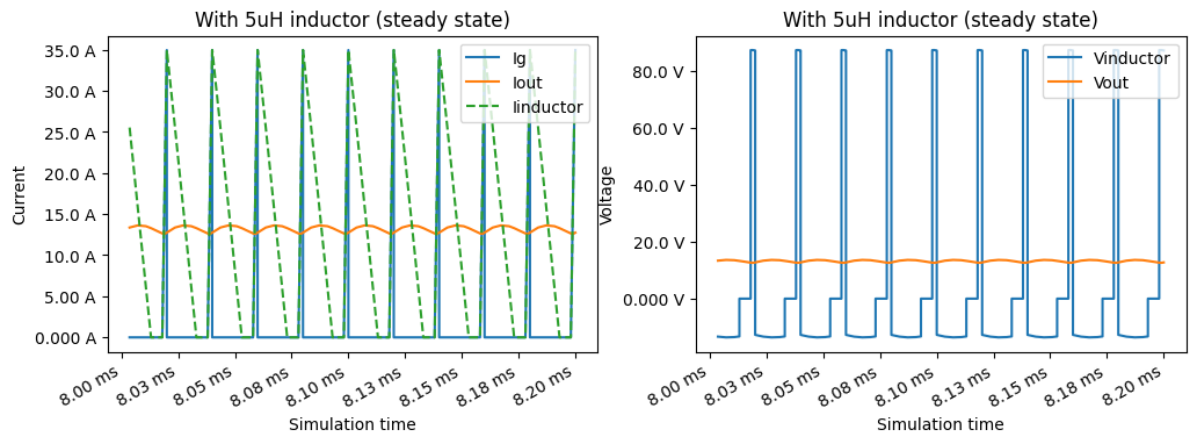 With 5uH inductor (steady state)
35.0 A
30.0 A
25.0 A
20.0 A
15.0 A
10.0 A
5.00 A
0.000 A
Current
Ig
Iout
Iinductor
8.00 ms
8.03 ms
8.05 ms
8.08 ms
8.10 ms
8.13 ms
8.15 ms
8.18 ms
8.20 ms
Simulation time
With 5uH inductor (steady state)
80.0 V
60.0 V
40.0 V
20.0 V
0.000 V
Voltage
Vinductor
Vout
8.00 ms
8.03 ms
8.05 ms
8.08 ms
8.10 ms
8.13 ms
8.15 ms
8.18 ms
8.20 ms
Simulation time